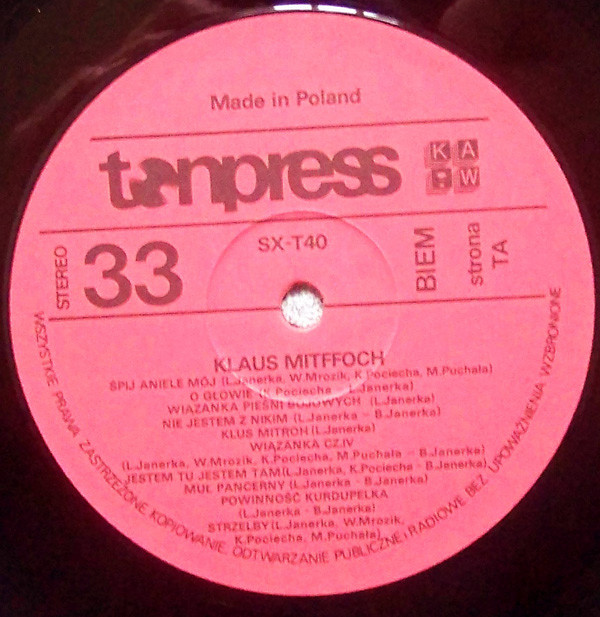 Made in Poland
tonpress
K A
W
STEREO
33
SX-T40
BIEM
strona
TA
KLAUS MITFFOCH
ŚPIJ ANIELE MÓJ (L.Janerka, W.Mrozik, K.Pociecha, M.Puchała)
O GŁOWIE (K.Pociecha - L.Janerka)
WIĄZANKA PIEŚNI BOJOWYCH (L.Janerka)
NIE JESTEM Z NIKIM (L.Janerka - B.Janerka)
KLUS MITROH (L.Janerka)
WIĄZANKA CZ.IV
(L.Janerka, W.Mrozik, K.Pociecha, M.Puchała - B.Janerka)
JESTEM TU JESTEM TAM (L.Janerka, K.Pociecha - B.Janerka)
MUŁ PANCERNY (L.Janerka - B.Janerka)
POWINNOŚĆ KURDUPELKA
(L.Janerka - B.Janerka)
STRZELBY (L.Janerka, W.Mrozik,
K.Pociecha, M.Puchała)
WSZYSTKIE PRAWA ZASTRZEŻONE. KOPIOWANIE, ODTWARZANIE PUBLICZNE I RADIOWE BEZ UPOWAŻNIENIA WZBRONIONE